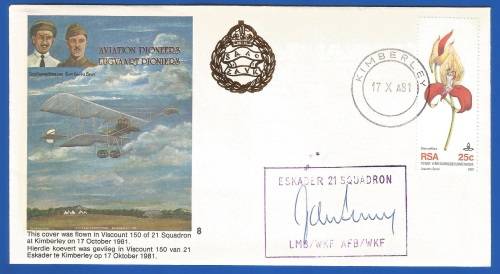 AVIATION PIONEERS
LUGVAART PIONIERS
KIMBERLEY
17 X A81
RSA 25c
ESKADER 21 SQUADRON
LMB/WKF AFB/WKF
8
This cover was flown in Viscount 150 of 21 Squadron
at Kimberley on 17 October 1981.
Hierdie koevert was gevlieg in Viscount 150 van 21
Eskader te Kimberley op 17 Oktober 1981.